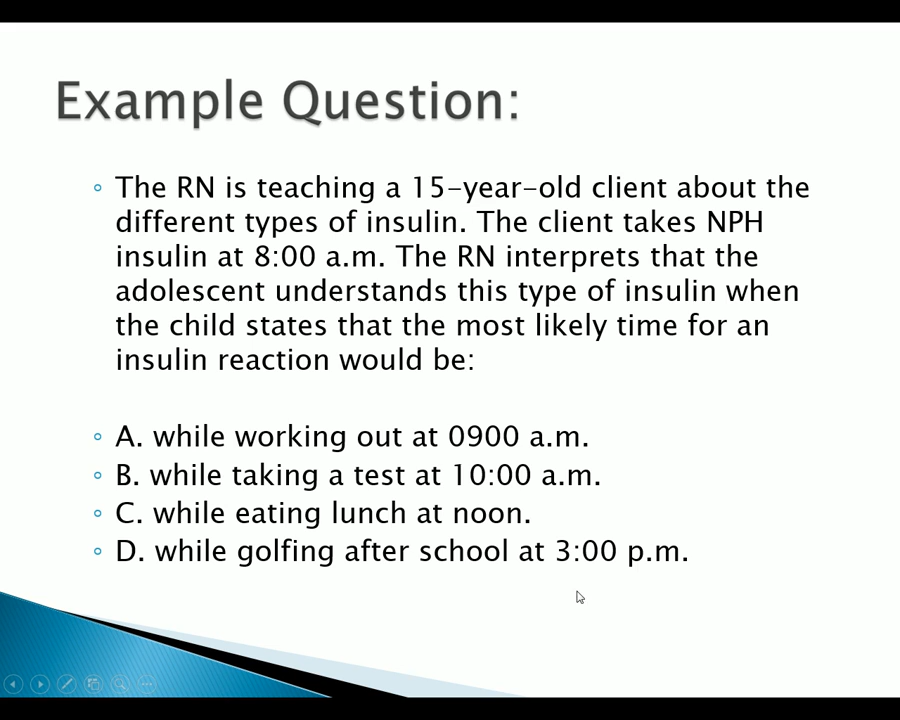 Example Question:
The RN is teaching a 15-year-old client about the
different types of insulin. The client takes NPH
insulin at 8:00 a.m. The RN interprets that the
adolescent understands this type of insulin when
the child states that the most likely time for an
insulin reaction would be:
A. while working out at 0900 a.m.
B. while taking a test at 10:00 a.m.
C. while eating lunch at noon.
D. while golfing after school at 3:00 p.m.